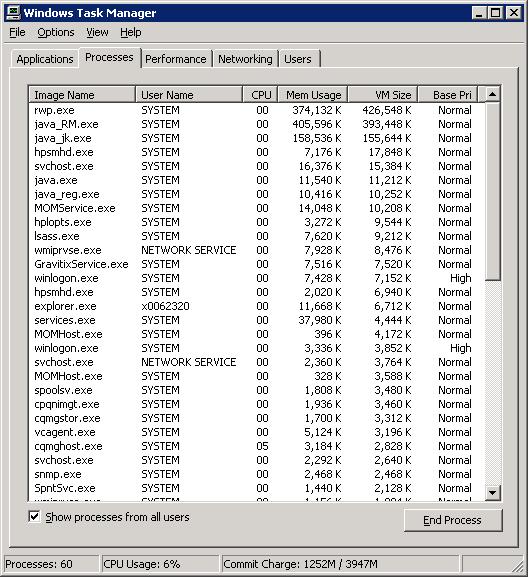 Windows Task Manager
File Options View Help
Applications Processes Performance Networking Users
Image Name User Name CPU Mem Usage VM Size Base Pri
rwp.exe SYSTEM 00 374,132 K 426,548 K Normal
java_RM.exe SYSTEM 00 405,596 K 393,448 K Normal
java_jk.exe SYSTEM 00 158,536 K 155,644 K Normal
hpsmhd.exe SYSTEM 00 7,176 K 17,848 K Normal
svchost.exe SYSTEM 00 16,376 K 15,384 K Normal
java.exe SYSTEM 00 11,540 K 11,212 K Normal
java_reg.exe SYSTEM 00 10,416 K 10,252 K Normal
MOMService.exe SYSTEM 00 14,048 K 10,208 K Normal
hplopts.exe SYSTEM 00 3,272 K 9,544 K Normal
lsass.exe SYSTEM 00 7,620 K 9,212 K Normal
wmiprvse.exe NETWORK SERVICE 00 7,928 K 8,476 K Normal
GravitixService.exe SYSTEM 00 7,516 K 7,520 K Normal
winlogon.exe SYSTEM 00 7,428 K 7,152 K High
hpsmhd.exe SYSTEM 00 2,020 K 6,940 K Normal
explorer.exe x0062320 00 11,668 K 6,712 K Normal
services.exe SYSTEM 00 37,980 K 4,444 K Normal
MOMHost.exe SYSTEM 00 396 K 4,172 K Normal
winlogon.exe SYSTEM 00 3,336 K 3,852 K High
svchost.exe NETWORK SERVICE 00 2,360 K 3,764 K Normal
MOMHost.exe SYSTEM 00 328 K 3,588 K Normal
spoolsv.exe SYSTEM 00 1,808 K 3,480 K Normal
cpqnimgt.exe SYSTEM 00 1,936 K 3,460 K Normal
cqmgstor.exe SYSTEM 00 1,700 K 3,312 K Normal
vcagent.exe SYSTEM 00 5,124 K 3,196 K Normal
cqmghost.exe SYSTEM 05 3,184 K 2,828 K Normal
svchost.exe SYSTEM 00 2,292 K 2,640 K Normal
snmp.exe SYSTEM 00 2,468 K 2,468 K Normal
SpntSvc.exe SYSTEM 00 1,440 K 2,128 K Normal
Show processes from all users
End Process
Processes: 60 CPU Usage: 6% Commit Charge: 1252M / 3947M